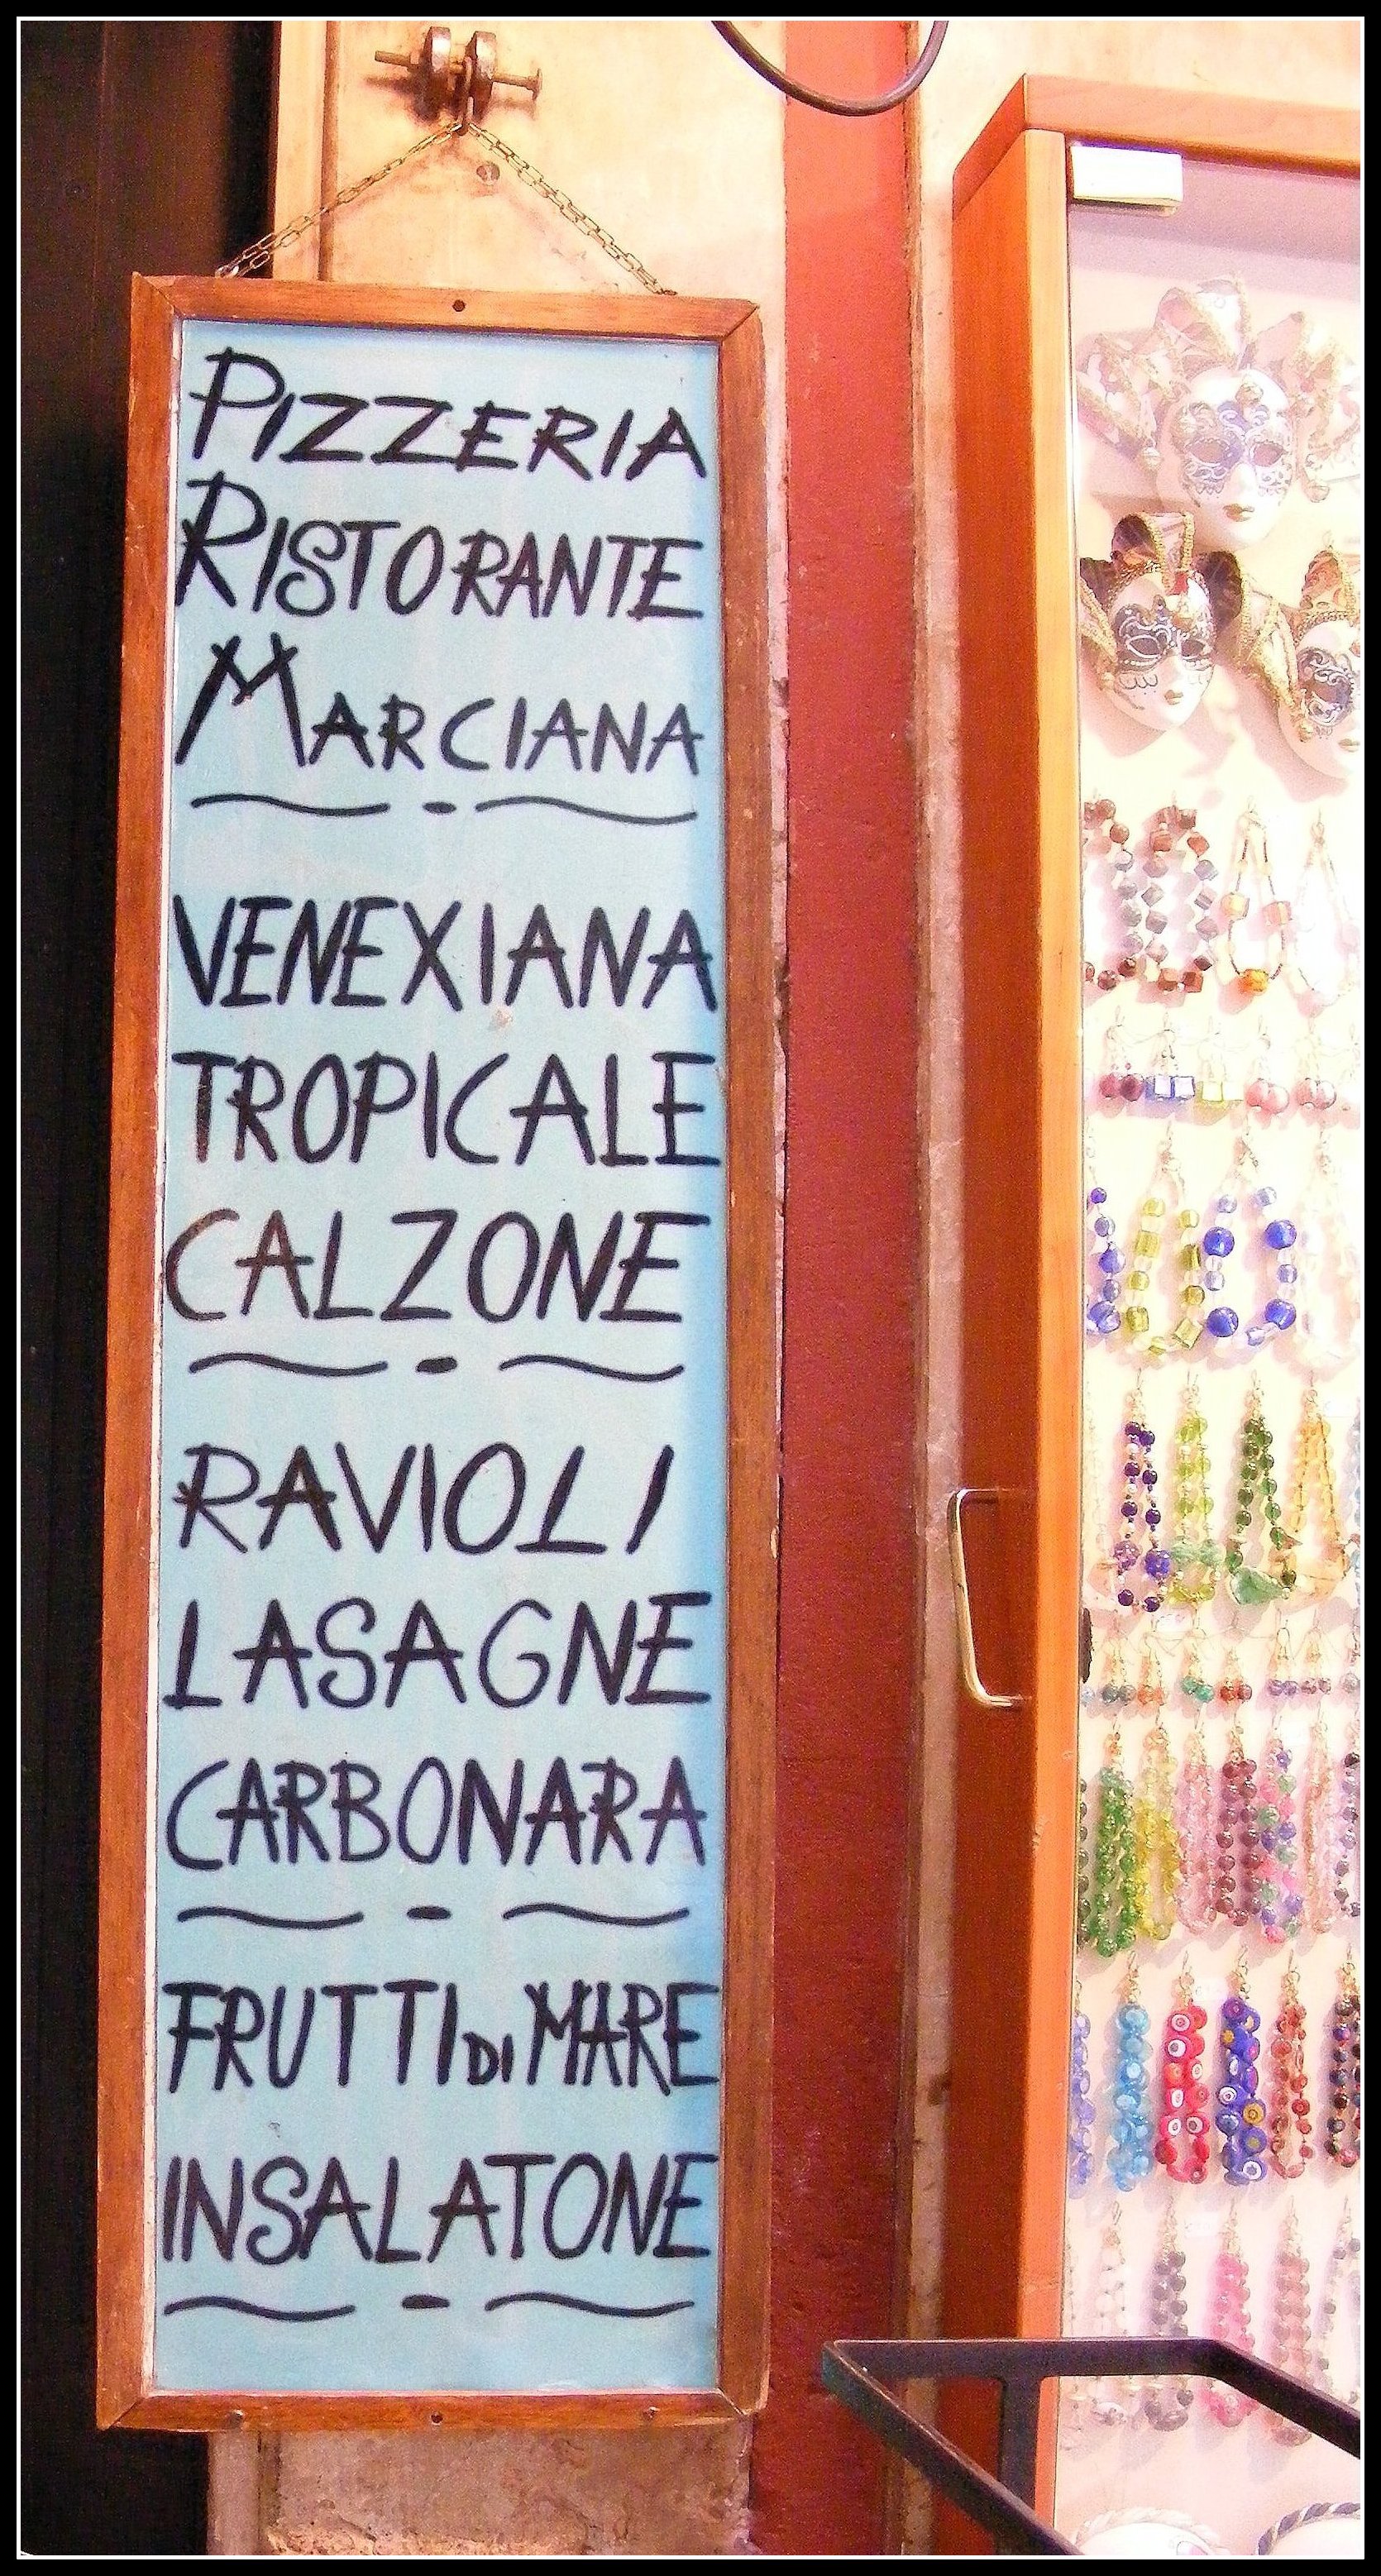 PIZZERIA
RISTORANTE
MARCIANA
VENEXIANA
TROPICALE
CALZONE
RAVIOLI
LASAGNE
CARBONARA
FRUTTI DI MARE
INSALATONE